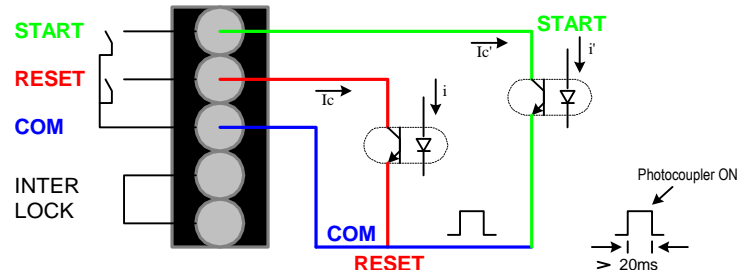 START
RESET
COM
INTER
LOCK
START
Ic'
i'
Ic
i
COM
RESET
Photocoupler ON
> 20ms